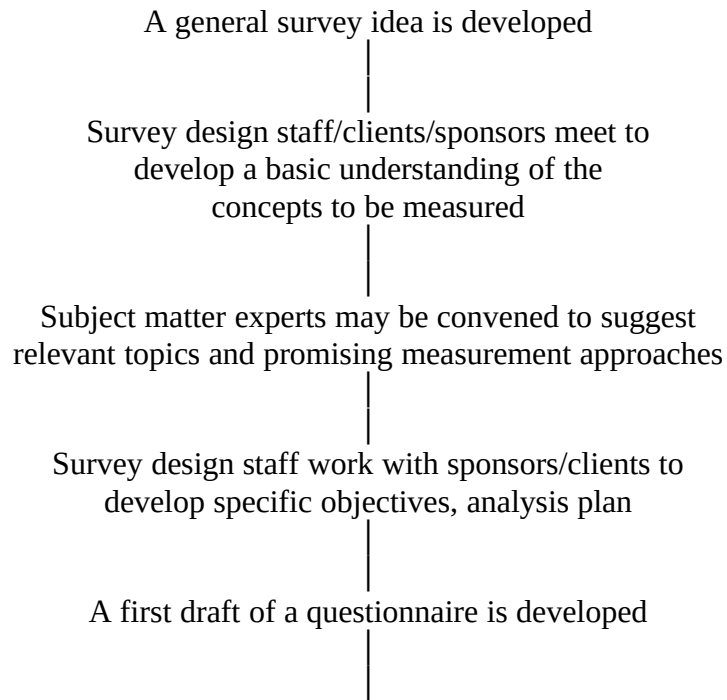 A general survey idea is developed
Survey design staff/clients/sponsors meet to
develop a basic understanding of the
concepts to be measured
Subject matter experts may be convened to suggest
relevant topics and promising measurement approaches
Survey design staff work with sponsors/clients to
develop specific objectives, analysis plan
A first draft of a questionnaire is developed